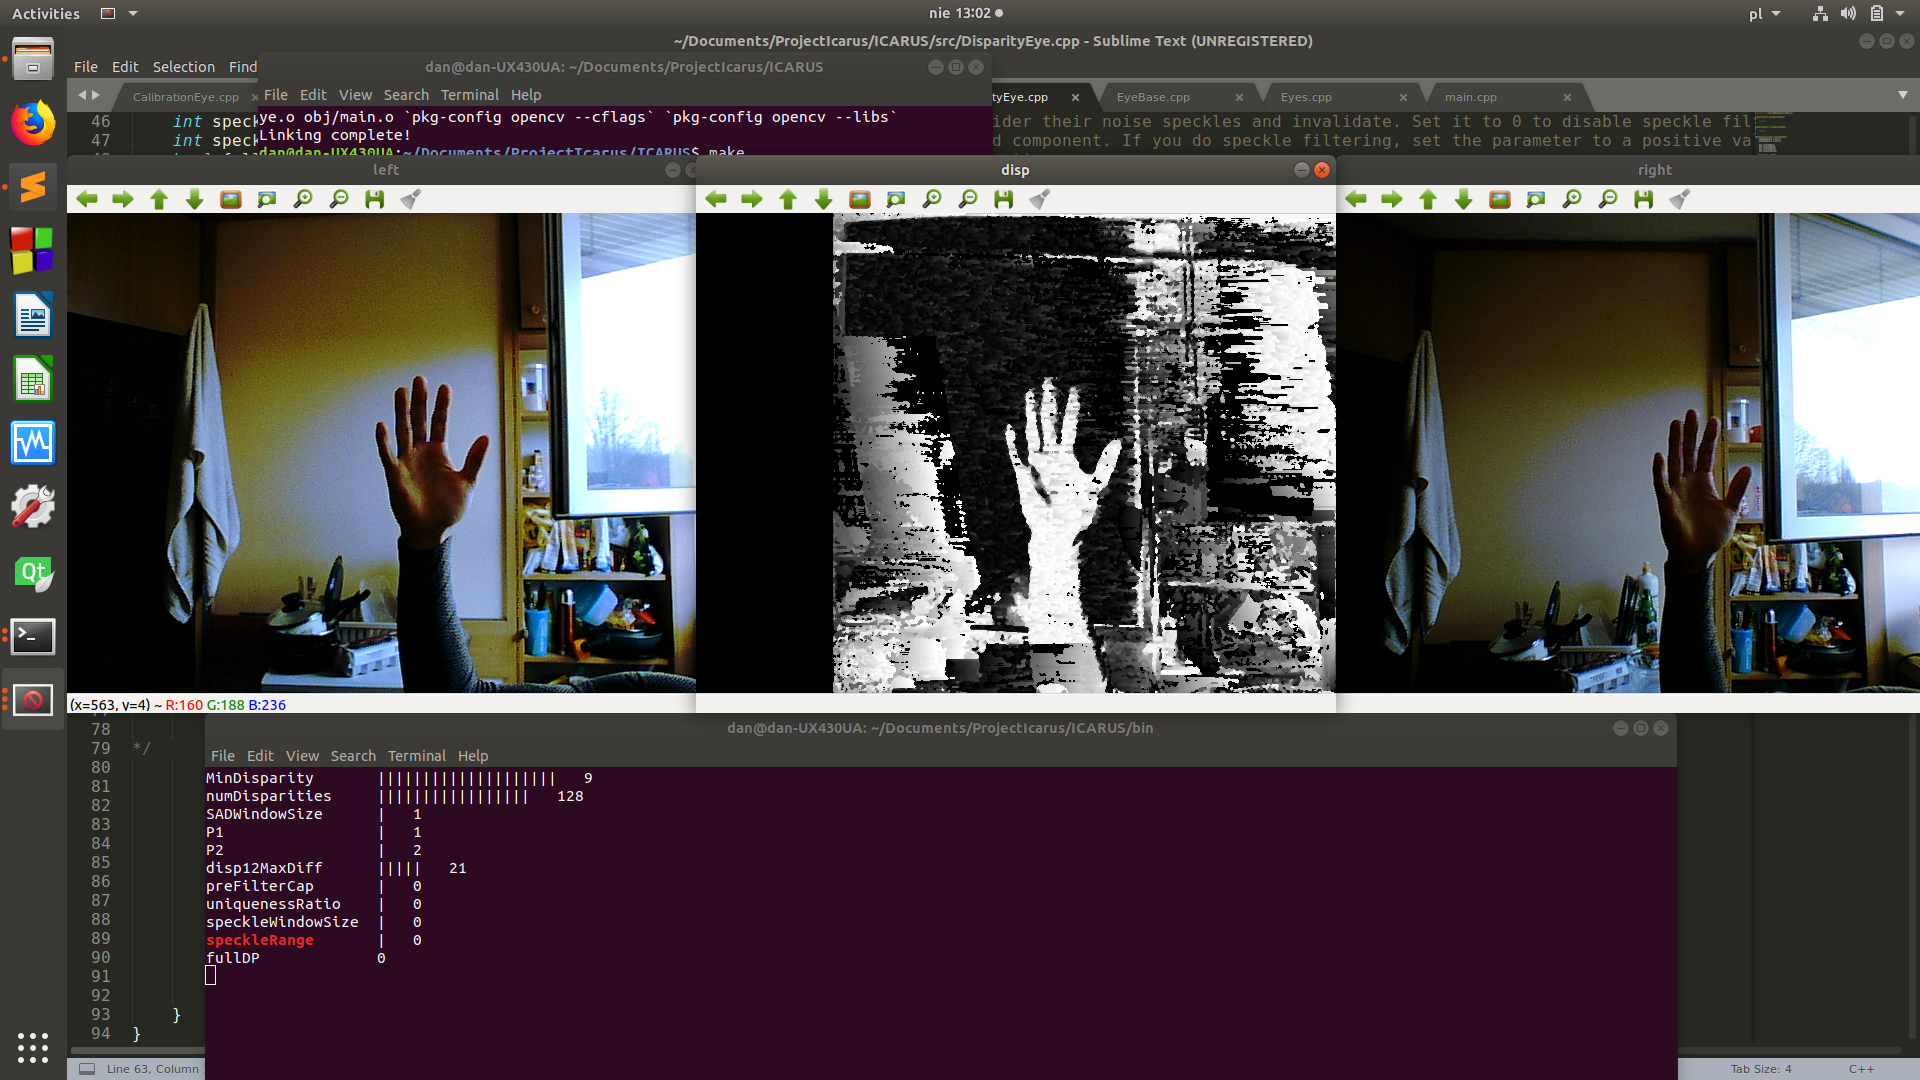 Activities
nie 13:02
pl
~/Documents/ProjectIcarus/ICARUS/src/DisparityEye.cpp - Sublime Text (UNREGISTERED)
File Edit Selection Find
dan@dan-UX430UA: ~/Documents/ProjectIcarus/ICARUS
File Edit View Search Terminal Help
CalibrationEye.cpp
tyEye.cpp
EyeBase.cpp
Eyes.cpp
main.cpp
ye.o obj/main.o `pkg-config opencv --cflags` `pkg-config opencv --libs`
Linking complete!
dan@dan-UX430UA:~/Documents/ProjectIcarus/ICARUS$ make
46 int speck
47 int speck
ider their noise speckles and invalidate. Set it to 0 to disable speckle fil
d component. If you do speckle filtering, set the parameter to a positive va
left
disp
right
(x=563, y=4) ~ R:160 G:188 B:236
78
79 */
80
81
82
83
84
85
86
87
88
89
90
91
92
93 }
94 }
dan@dan-UX430UA: ~/Documents/ProjectIcarus/ICARUS/bin
File Edit View Search Terminal Help
MinDisparity |||||||||||||||||||| 9
numDisparities ||||||||||||||||| 128
SADWindowSize | 1
P1 | 1
P2 | 2
disp12MaxDiff ||||| 21
preFilterCap | 0
uniquenessRatio | 0
speckleWindowSize | 0
speckleRange | 0
fullDP 0
Line 63, Column
Tab Size: 4
C++